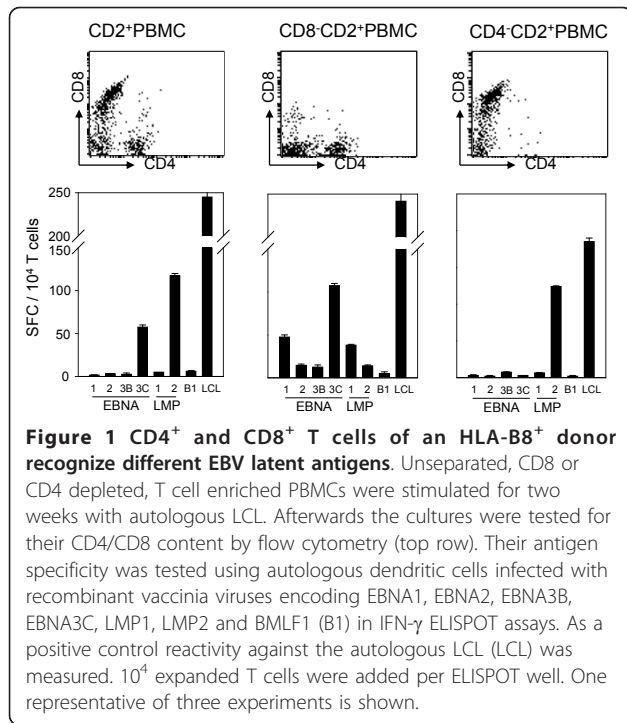 CD2+PBMC CD8-CD2+PBMC CD4-CD2+PBMC
CD8 CD8 CD8
CD4 CD4 CD4
SFC / 10⁴ T cells
250
200
150
100
50
0
1 2 3B 3C 1 2 B1 LCL 1 2 3B 3C 1 2 B1 LCL 1 2 3B 3C 1 2 B1 LCL
EBNA LMP EBNA LMP EBNA LMP
Figure 1 CD4+ and CD8+ T cells of an HLA-B8+ donor
recognize different EBV latent antigens. Unseparated, CD8 or
CD4 depleted, T cell enriched PBMCs were stimulated for two
weeks with autologous LCL. Afterwards the cultures were tested for
their CD4/CD8 content by flow cytometry (top row). Their antigen
specificity was tested using autologous dendritic cells infected with
recombinant vaccinia viruses encoding EBNA1, EBNA2, EBNA3B,
EBNA3C, LMP1, LMP2 and BMLF1 (B1) in IFN-γ ELISPOT assays. As a
positive control reactivity against the autologous LCL (LCL) was
measured. 10⁴ expanded T cells were added per ELISPOT well. One
representative of three experiments is shown.